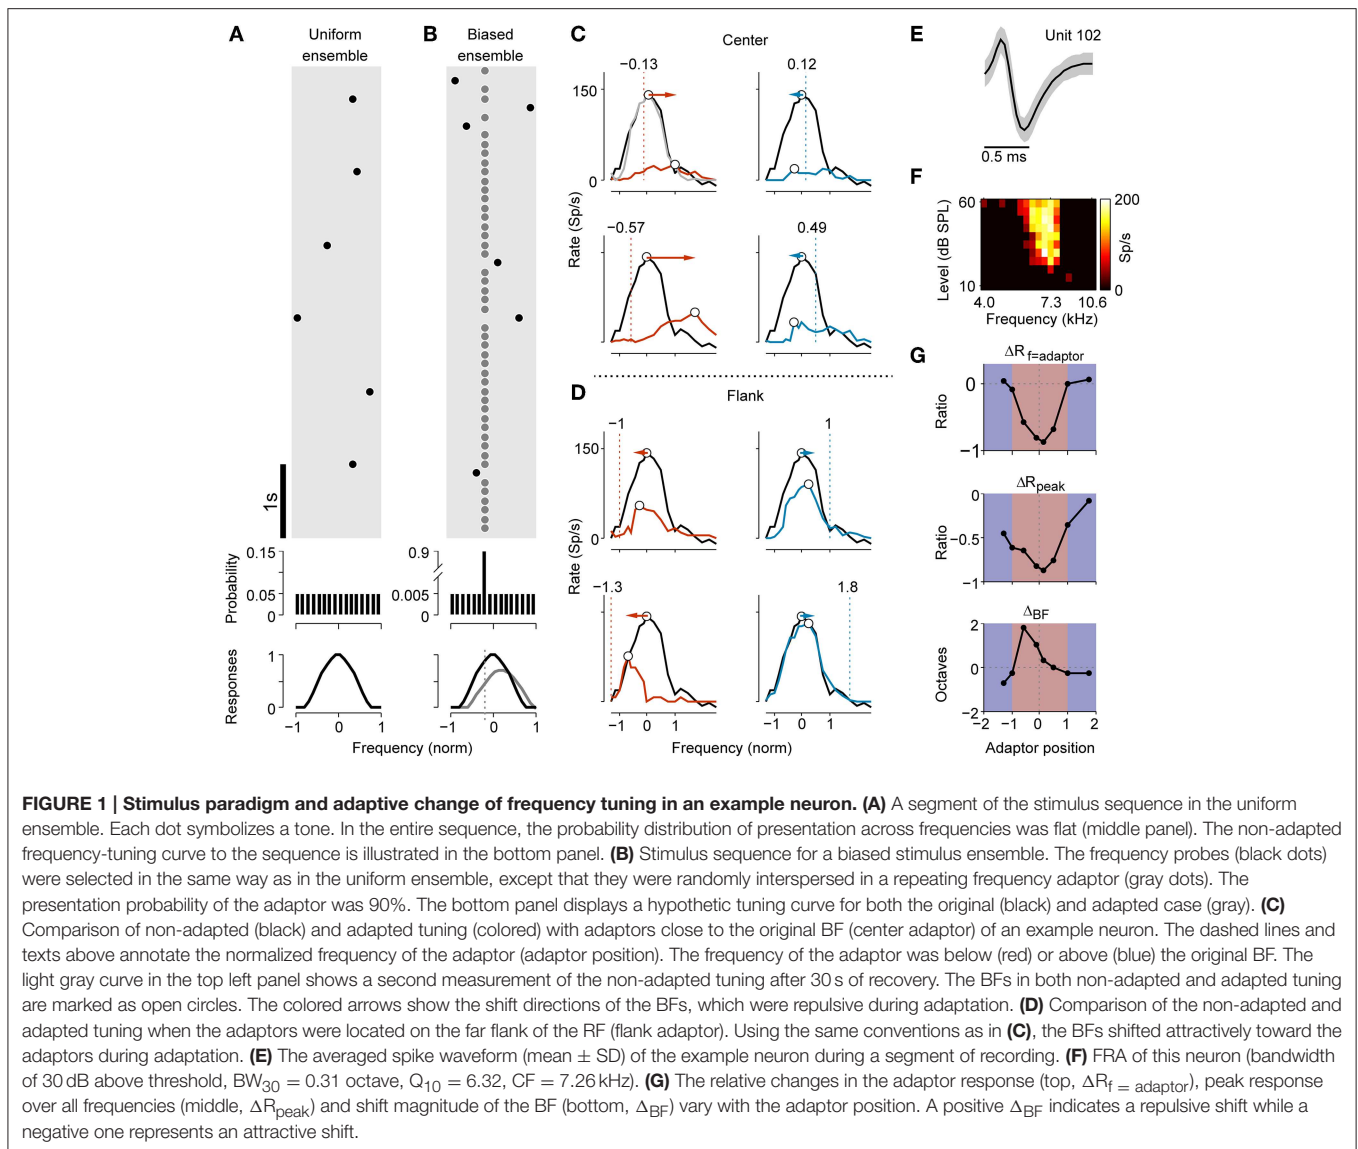 A
Uniform
ensemble
B
Biased
ensemble
1s
0.15
0.05
0
Probability
0.9
0.005
0
1
0
Responses
1
0
−1 0 1
−1 0 1
Frequency (norm)
C
Center
−0.13
0.12
150
0
Rate (Sp/s)
−0.57
0.49
D
Flank
−1
1
150
0
Rate (Sp/s)
−1.3
1.8
−1 0 1
−1 0 1
Frequency (norm)
E
Unit 102
0.5 ms
F
60
10
Level (dB SPL)
4.0 7.3 10.6
Frequency (kHz)
200
0
Sp/s
G
ΔR f=adaptor
0
−1
Ratio
ΔRpeak
0
−0.5
−1
Ratio
ΔBF
2
0
−2
Octaves
−2 −1 0 1 2
Adaptor position
FIGURE 1 | Stimulus paradigm and adaptive change of frequency tuning in an example neuron. (A) A segment of the stimulus sequence in the uniform
ensemble. Each dot symbolizes a tone. In the entire sequence, the probability distribution of presentation across frequencies was flat (middle panel). The non-adapted
frequency-tuning curve to the sequence is illustrated in the bottom panel. (B) Stimulus sequence for a biased stimulus ensemble. The frequency probes (black dots)
were selected in the same way as in the uniform ensemble, except that they were randomly interspersed in a repeating frequency adaptor (gray dots). The
presentation probability of the adaptor was 90%. The bottom panel displays a hypothetic tuning curve for both the original (black) and adapted case (gray). (C)
Comparison of non-adapted (black) and adapted tuning (colored) with adaptors close to the original BF (center adaptor) of an example neuron. The dashed lines and
texts above annotate the normalized frequency of the adaptor (adaptor position). The frequency of the adaptor was below (red) or above (blue) the original BF. The
light gray curve in the top left panel shows a second measurement of the non-adapted tuning after 30 s of recovery. The BFs in both non-adapted and adapted tuning
are marked as open circles. The colored arrows show the shift directions of the BFs, which were repulsive during adaptation. (D) Comparison of the non-adapted and
adapted tuning when the adaptors were located on the far flank of the RF (flank adaptor). Using the same conventions as in (C), the BFs shifted attractively toward the
adaptors during adaptation. (E) The averaged spike waveform (mean ± SD) of the example neuron during a segment of recording. (F) FRA of this neuron (bandwidth
of 30 dB above threshold, BW30 = 0.31 octave, Q10 = 6.32, CF = 7.26 kHz). (G) The relative changes in the adaptor response (top, ΔRf = adaptor), peak response
over all frequencies (middle, ΔRpeak) and shift magnitude of the BF (bottom, ΔBF) vary with the adaptor position. A positive ΔBF indicates a repulsive shift while a
negative one represents an attractive shift.